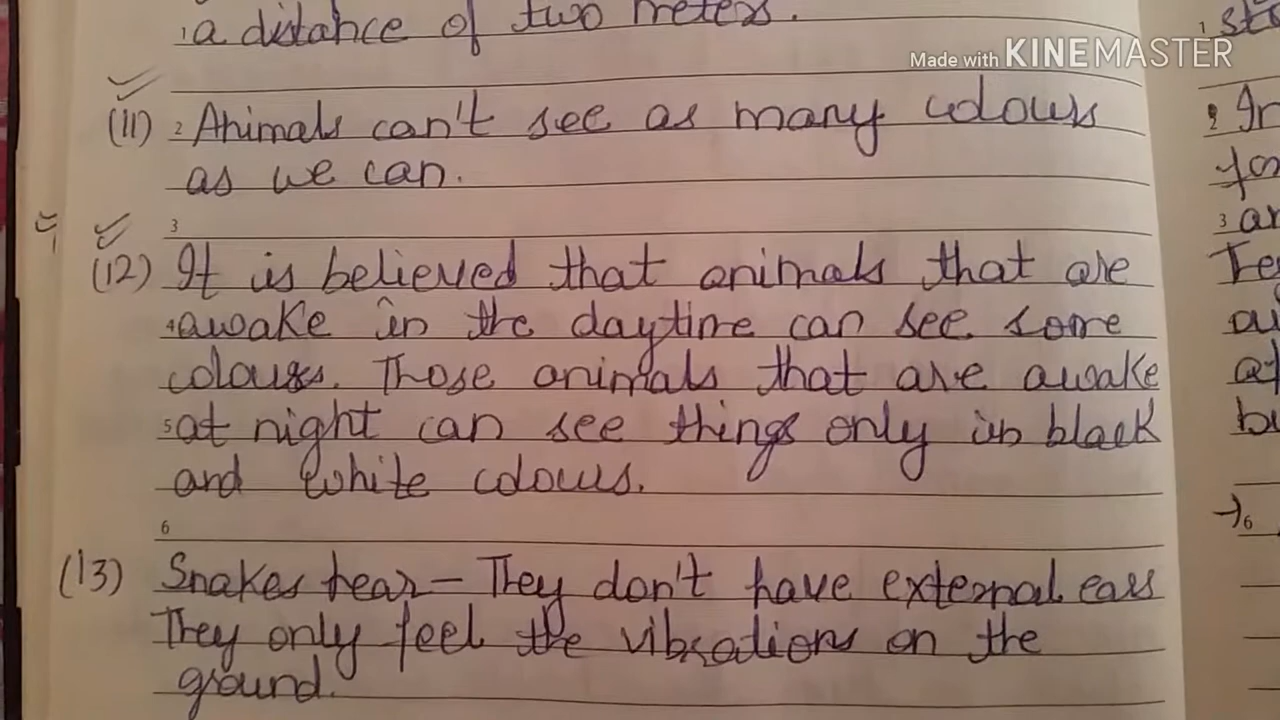 a distance of two meters.
Made with KINEMASTER
(11) Animals can't see as many colours
as we can.
(12) It is believed that animals that are
awake in the daytime can see some
colours. Those animals that are awake
at night can see things only in black
and white colours.
(13) Snakes hear – They don't have external ears
They only feel the vibrations on the
ground.